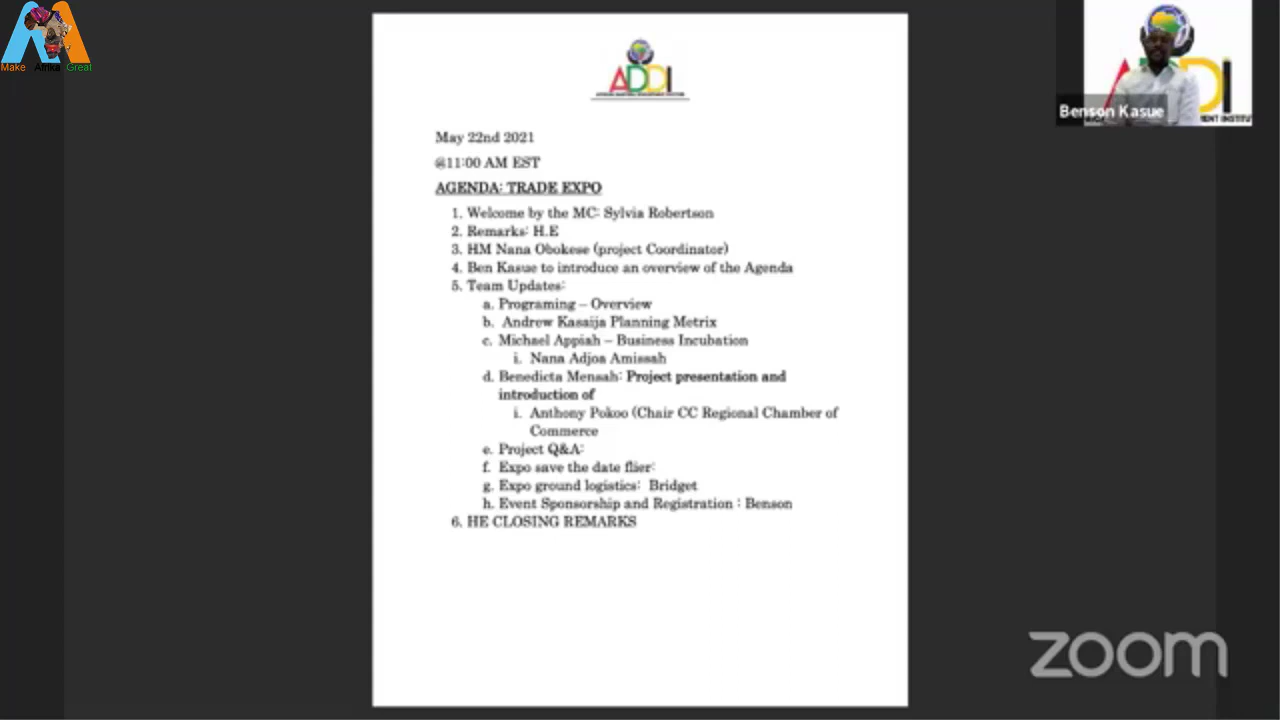 Make Afrika Great
ADDI
May 22nd 2021
@11:00 AM EST
AGENDA: TRADE EXPO
1. Welcome by the MC: Sylvia Robertson
2. Remarks: H.E
3. HM Nana Obokese (project Coordinator)
4. Ben Kasue to introduce an overview of the Agenda
5. Team Updates:
a. Programing – Overview
b. Andrew Kasaija Planning Metrix
c. Michael Appiah – Business Incubation
i. Nana Adjoa Amissah
d. Benedicta Mensah: Project presentation and
introduction of
i. Anthony Pokoo (Chair CC Regional Chamber of
Commerce
e. Project Q&A:
f. Expo save the date flier:
g. Expo ground logistics: Bridget
h. Event Sponsorship and Registration : Benson
6. HE CLOSING REMARKS
Benson Kasue
zoom